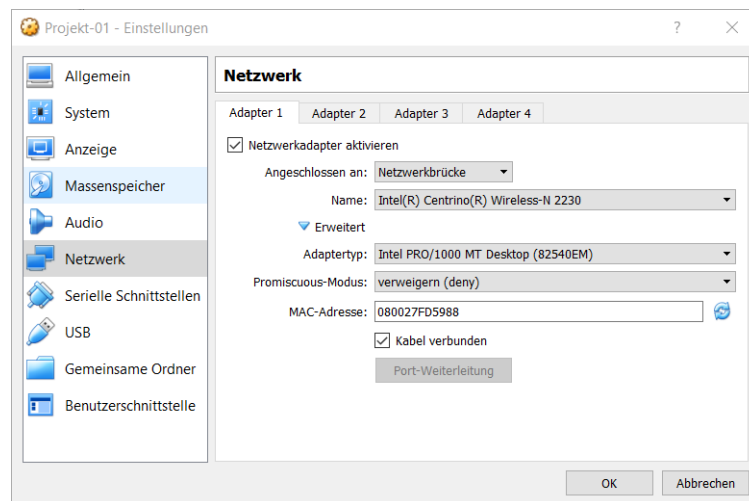 Projekt-01 - Einstellungen
Allgemein
System
Anzeige
Massenspeicher
Audio
Netzwerk
Serielle Schnittstellen
USB
Gemeinsame Ordner
Benutzerschnittstelle
Netzwerk
Adapter 1 Adapter 2 Adapter 3 Adapter 4
Netzwerkadapter aktivieren
Angeschlossen an: Netzwerkbrücke
Name: Intel(R) Centrino(R) Wireless-N 2230
Erweitert
Adaptertyp: Intel PRO/1000 MT Desktop (82540EM)
Promiscuous-Modus: verweigern (deny)
MAC-Adresse: 080027FD5988
Kabel verbunden
Port-Weiterleitung
OK Abbrechen